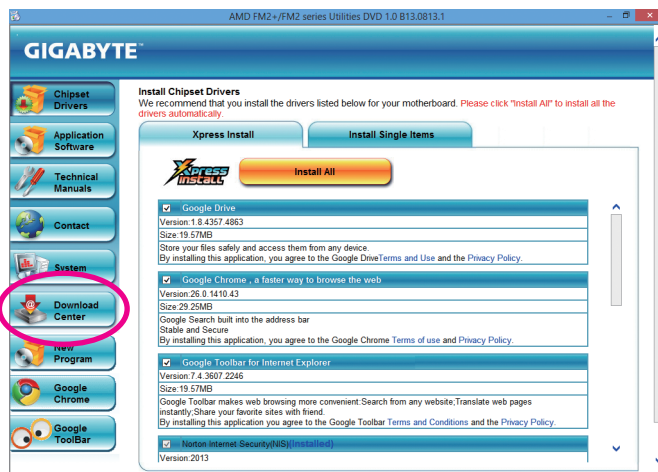 AMD FM2+/FM2 series Utilities DVD 1.0 B13.0813.1
GIGABYTE™
Chipset
Drivers
Application
Software
Technical
Manuals
Contact
System
Download
Center
New
Program
Google
Chrome
Google
ToolBar
Install Chipset Drivers
We recommend that you install the drivers listed below for your motherboard. Please click "Install All" to install all the
drivers automatically.
Xpress Install
Install Single Items
Xpress
Install
Install All
Google Drive
Version:1.8.4357.4863
Size:19.57MB
Store your files safely and access them from any device.
By installing this application, you agree to the Google DriveTerms and Use and the Privacy Policy.
Google Chrome , a faster way to browse the web
Version:26.0.1410.43
Size:29.25MB
Google Search built into the address bar
Stable and Secure
By installing this application, you agree to the Google Chrome Terms of use and Privacy Policy.
Google Toolbar for Internet Explorer
Version:7.4.3607.2246
Size:19.57MB
Google Toolbar makes web browsing more convenient:Search from any website;Translate web pages
instantly;Share your favorite sites with friend.
By installing this application you agree to the Google Toolbar Terms and Conditions and the Privacy Policy.
Norton Internet Security(NIS)(Installed)
Version:2013